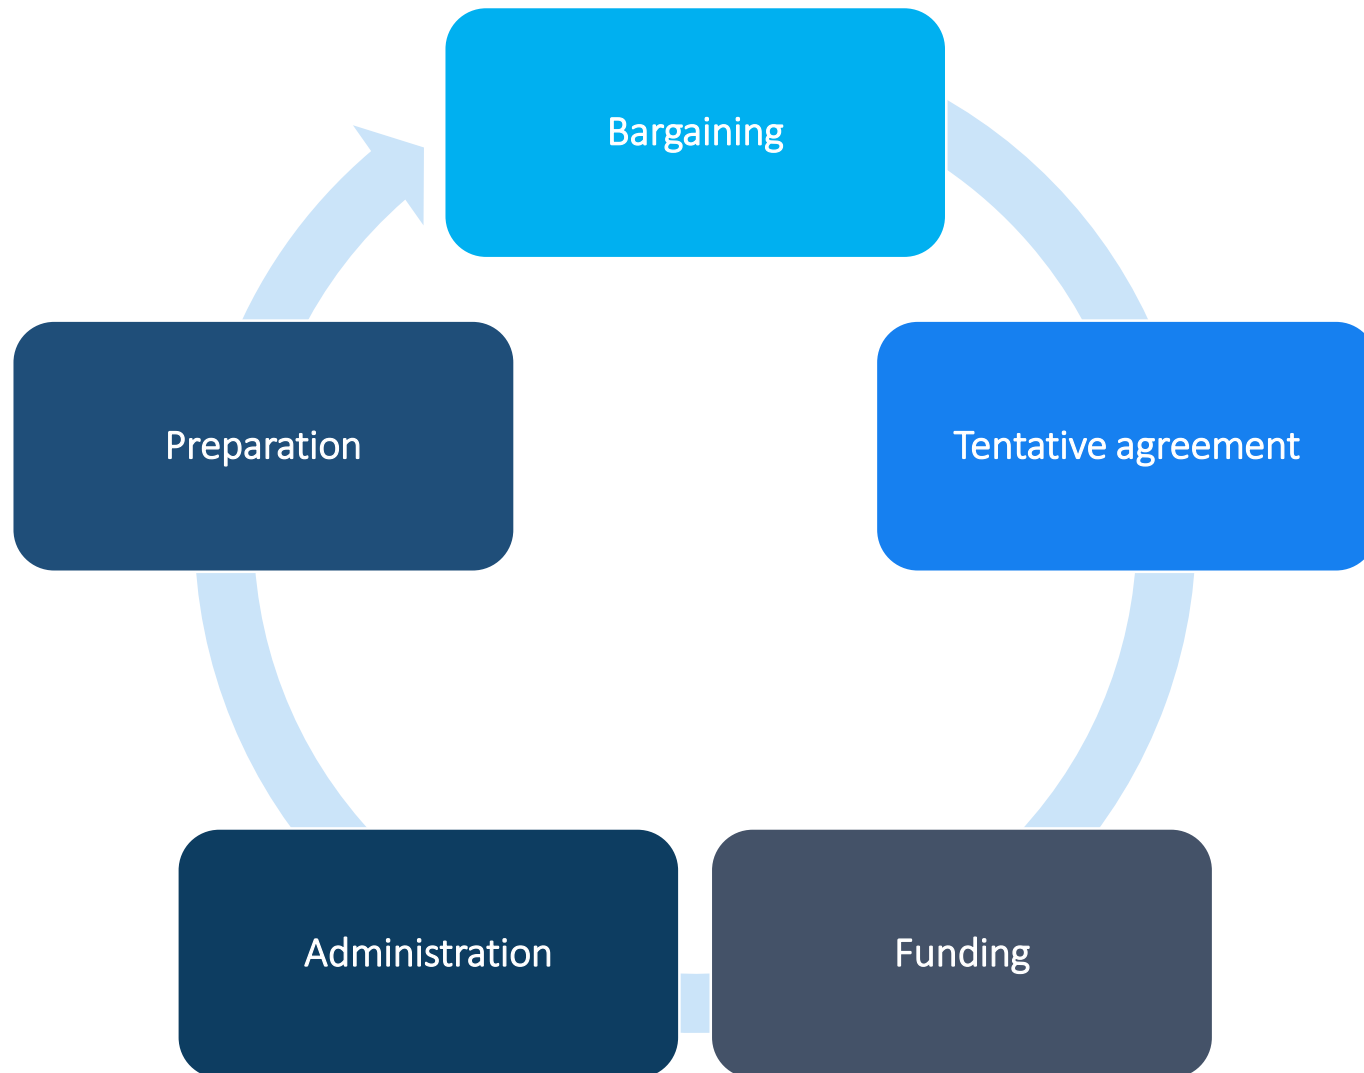 Bargaining
Tentative agreement
Funding
Administration
Preparation